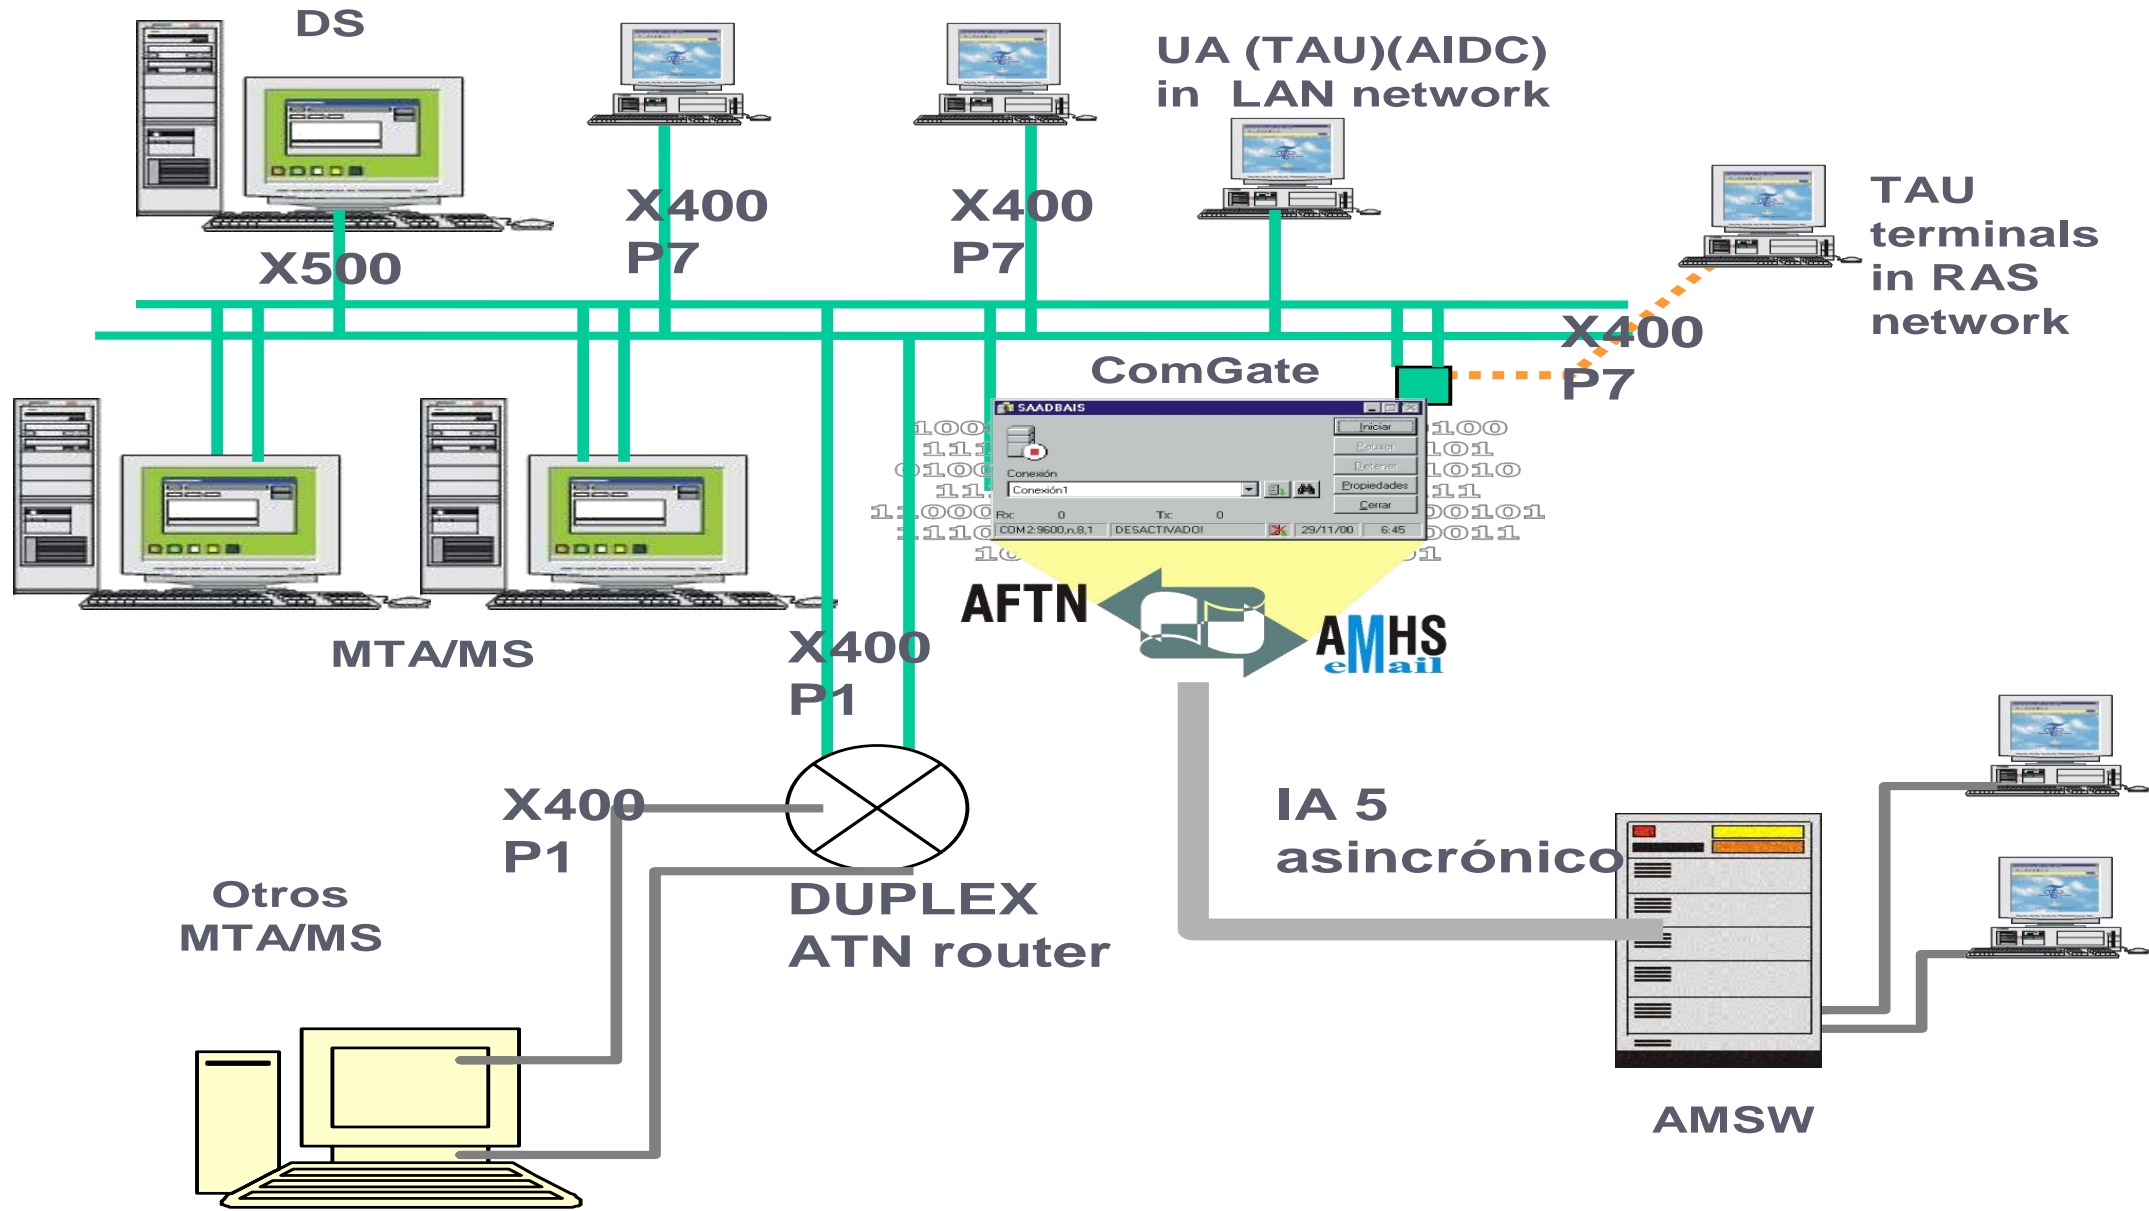 DS
UA (TAU)(AIDC)
in LAN network
X400
P7
X400
P7
TAU
terminals
in RAS
network
X500
X400
P7
ComGate
SAADBAIS
Iniciar
Pausar
Detener
Propiedades
Cerrar
Conexión
Conexión1
Rx: 0 Tx: 0
COM2:9600,n,8,1 DESACTIVADO! 29/11/00 6:45
AFTN
AMHS
eMail
MTA/MS
X400
P1
X400
P1
IA 5
asincrónico
Otros
MTA/MS
DUPLEX
ATN router
AMSW